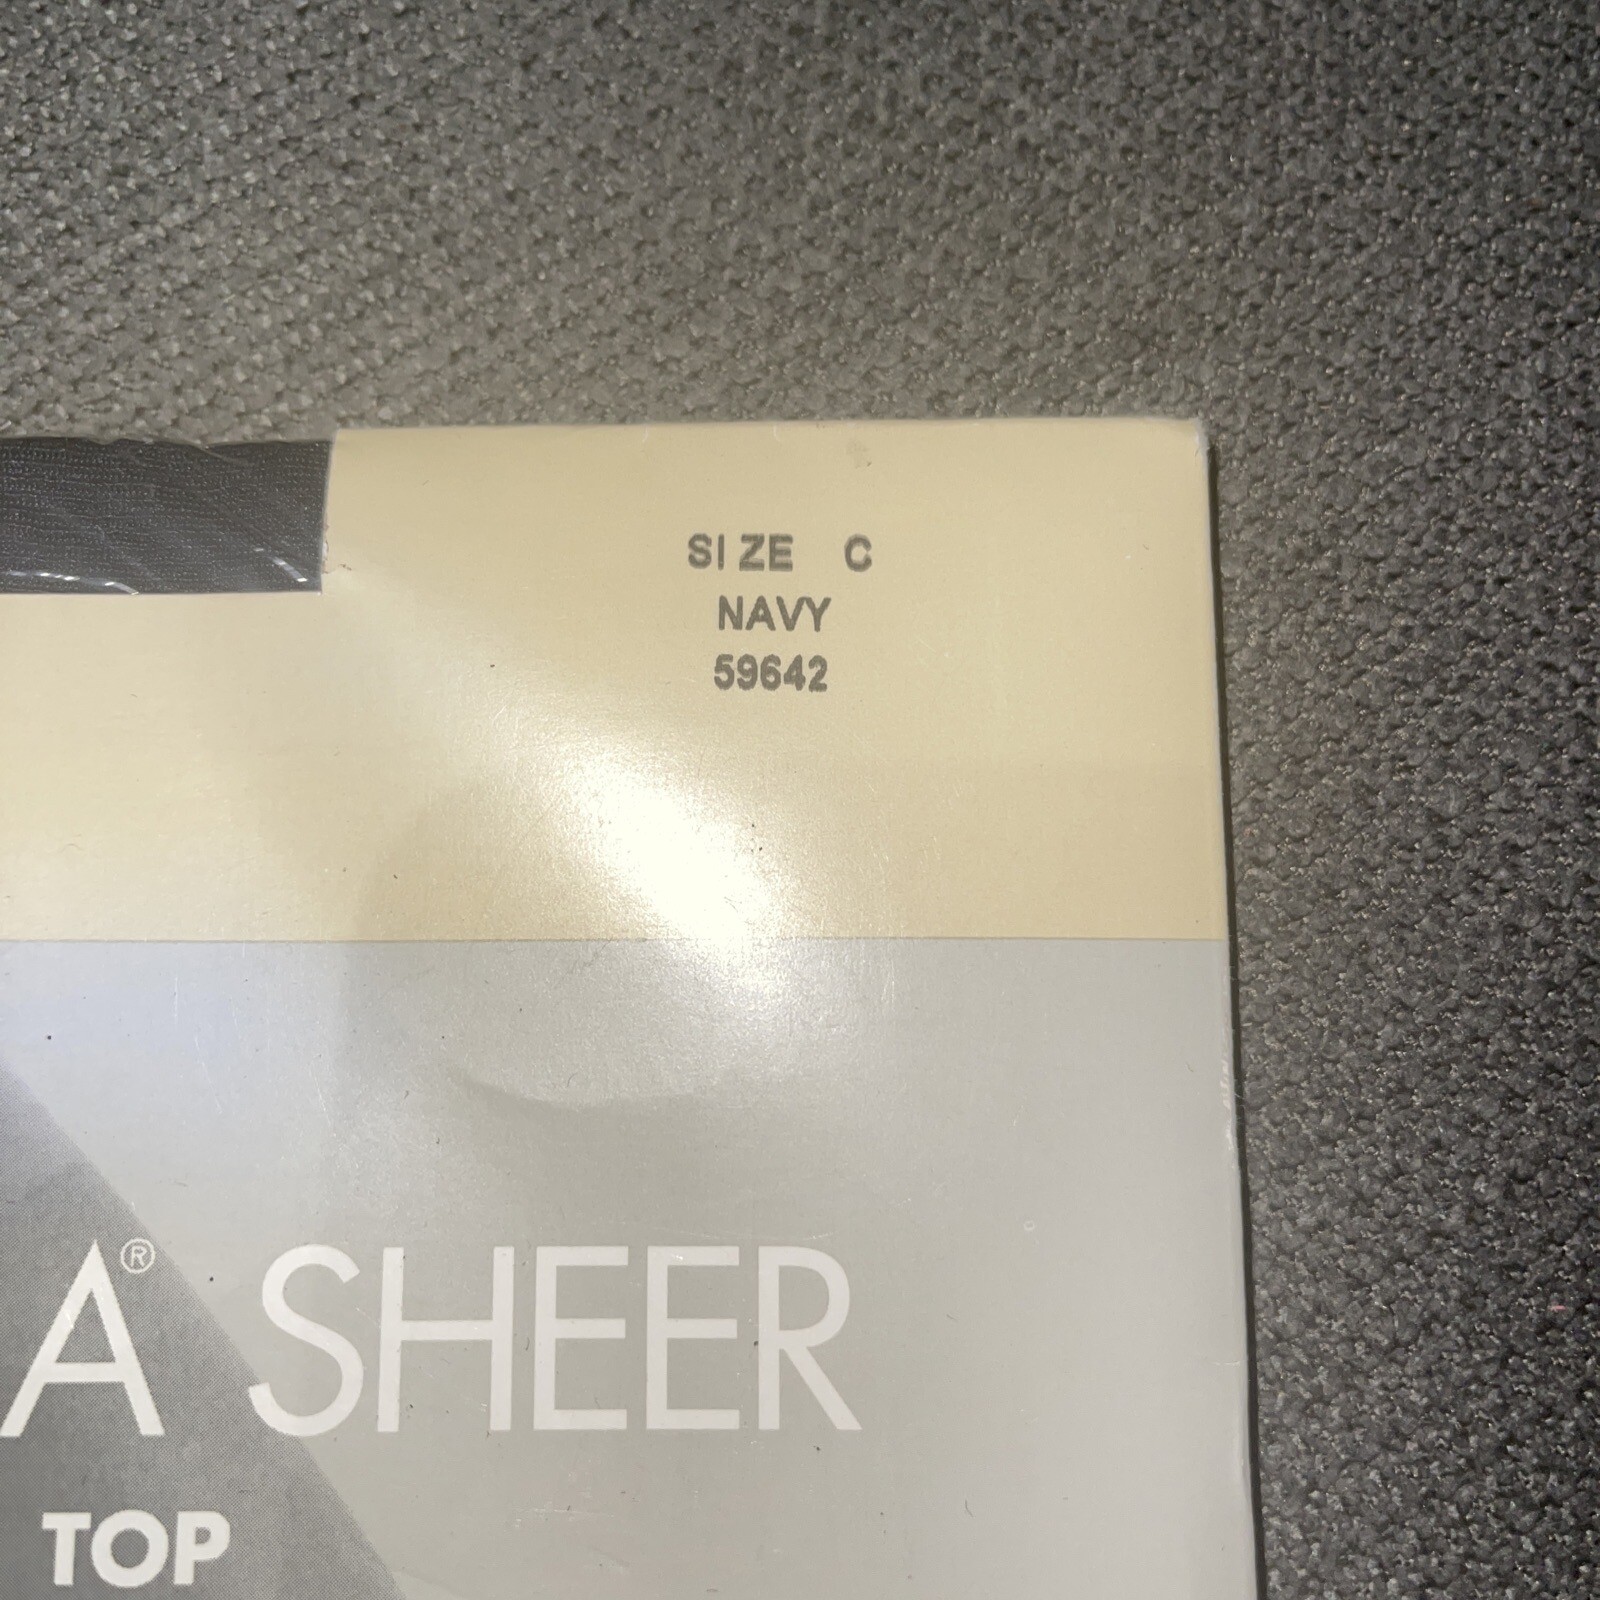 SIZE C
NAVY
59642
A® SHEER
TOP